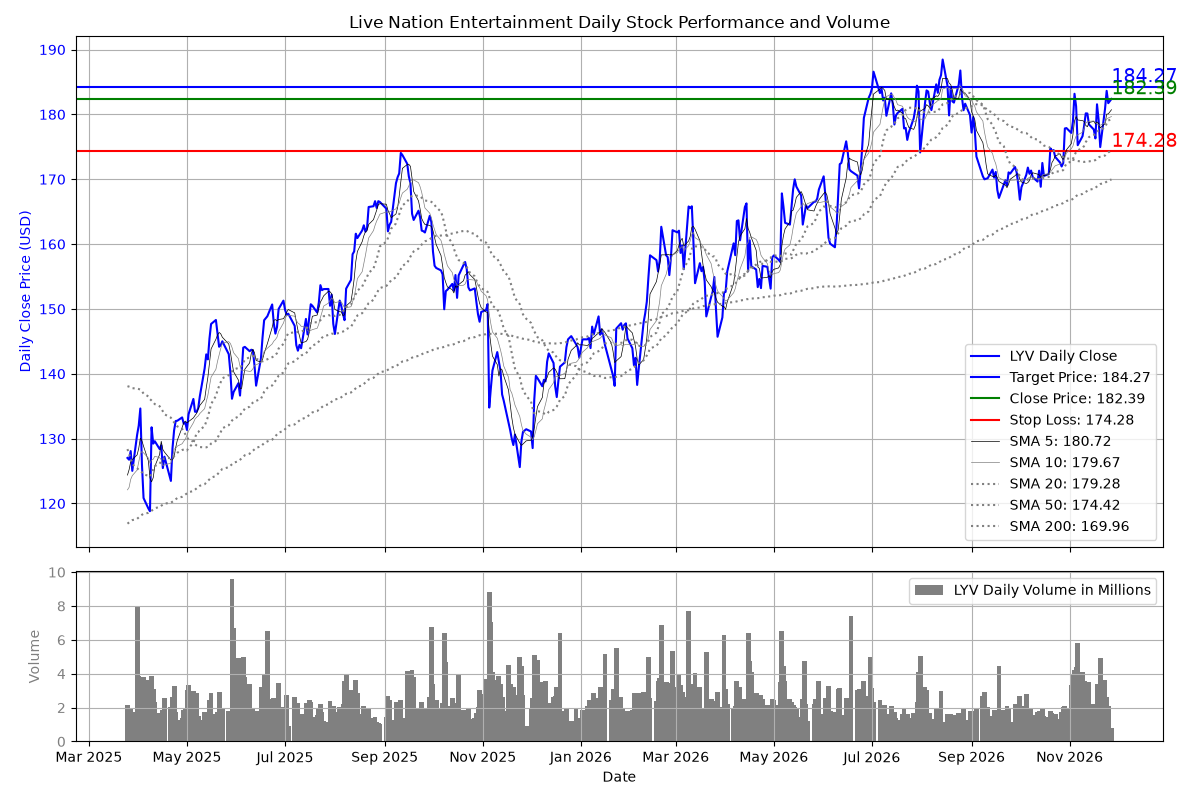 Live Nation Entertainment Daily Stock Performance and Volume
190
180
170
160
150
140
130
120
Daily Close Price (USD)
184.27
182.39
174.28
LYV Daily Close
Target Price: 184.27
Close Price: 182.39
Stop Loss: 174.28
SMA 5: 180.72
SMA 10: 179.67
SMA 20: 179.28
SMA 50: 174.42
SMA 200: 169.96
10
8
6
4
2
0
Volume
LYV Daily Volume in Millions
Mar 2025 May 2025 Jul 2025 Sep 2025 Nov 2025 Jan 2026 Mar 2026 May 2026 Jul 2026 Sep 2026 Nov 2026
Date